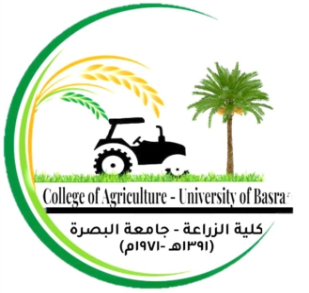 College of Agriculture - University of Basra
كلية الزراعة - جامعة البصرة
(١٣٩١هـ -١٩٧١م)